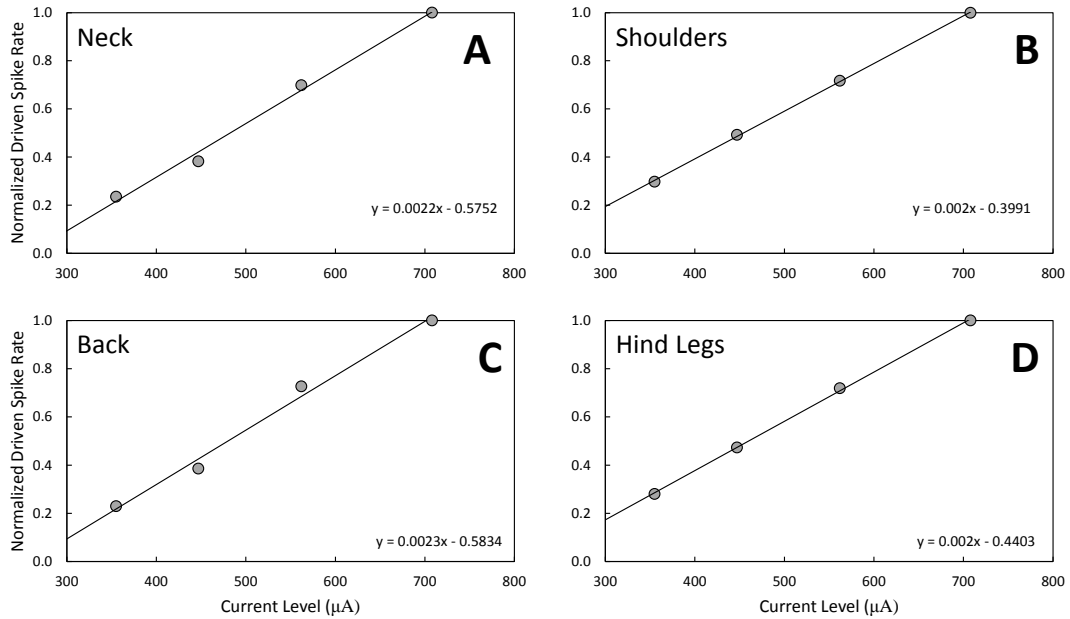 Neck
A
Normalized Driven Spike Rate
1.0
0.8
0.6
0.4
0.2
0.0
y = 0.0022x - 0.5752
300 400 500 600 700 800
Shoulders
B
1.0
0.8
0.6
0.4
0.2
0.0
y = 0.002x - 0.3991
300 400 500 600 700 800
Back
C
Normalized Driven Spike Rate
1.0
0.8
0.6
0.4
0.2
0.0
y = 0.0023x - 0.5834
300 400 500 600 700 800
Current Level (μA)
Hind Legs
D
1.0
0.8
0.6
0.4
0.2
0.0
y = 0.002x - 0.4403
300 400 500 600 700 800
Current Level (μA)